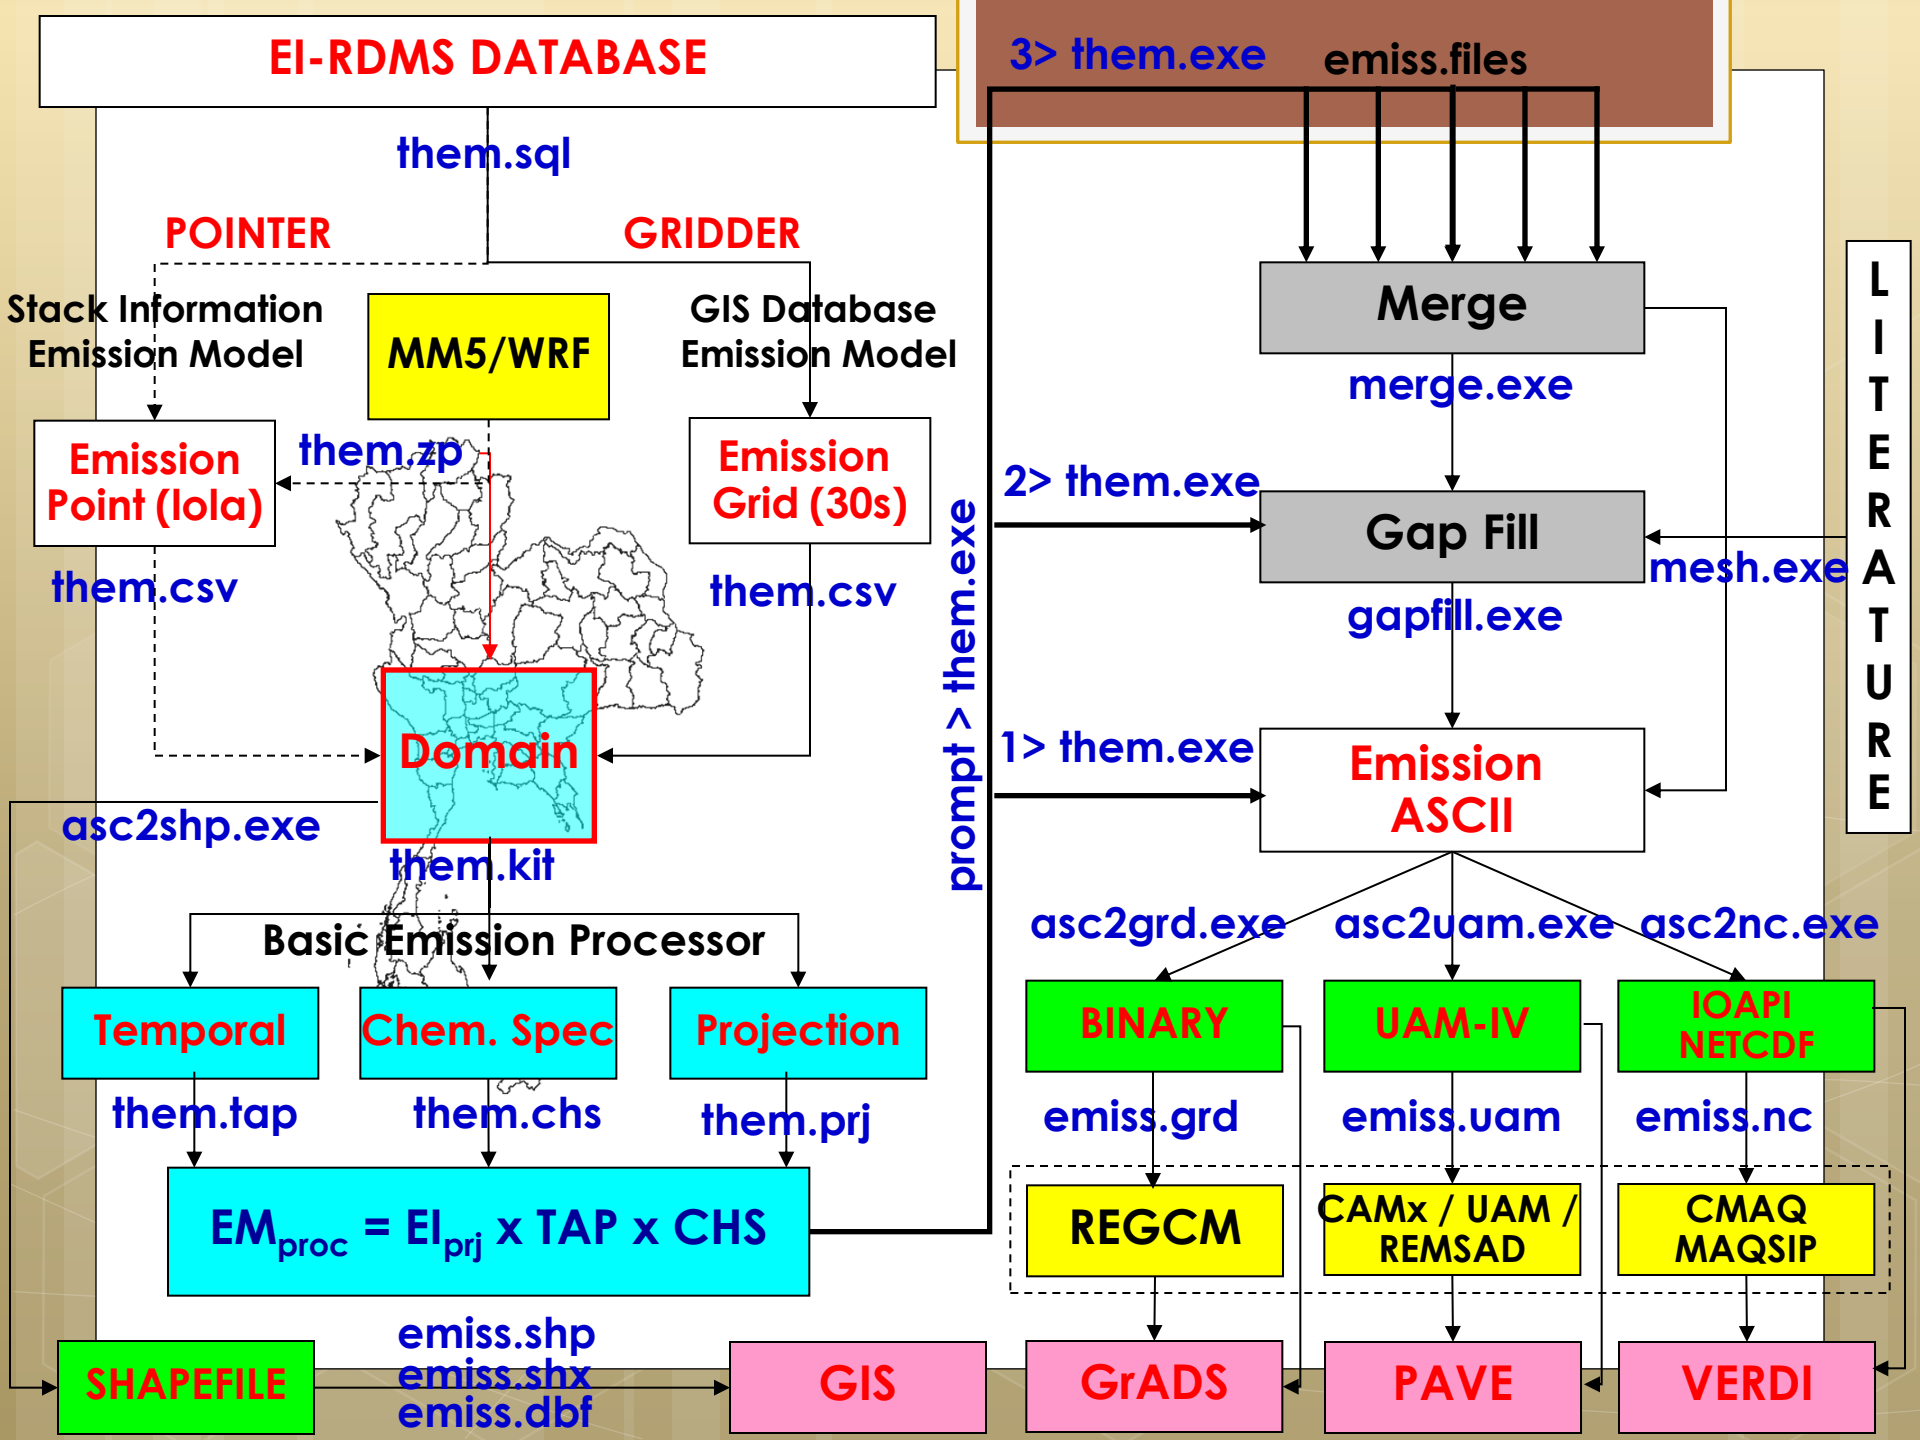 EI-RDMS DATABASE
them.sql
POINTER
GRIDDER
Stack Information
Emission Model
MM5/WRF
GIS Database
Emission Model
Emission
Point (lola)
them.zp
Emission
Grid (30s)
them.csv
them.csv
Domain
asc2shp.exe
them.kit
Basic Emission Processor
Temporal
Chem. Spec
Projection
them.tap
them.chs
them.prj
EMproc = EIprj x TAP x CHS
SHAPEFILE
emiss.shp
emiss.shx
emiss.dbf
GIS
prompt > them.exe
3> them.exe
emiss.files
Merge
merge.exe
2> them.exe
Gap Fill
mesh.exe
gapfill.exe
1> them.exe
Emission
ASCII
LITERATURE
asc2grd.exe
asc2uam.exe
asc2nc.exe
BINARY
UAM-IV
IOAPI
NETCDF
emiss.grd
emiss.uam
emiss.nc
REGCM
CAMx / UAM /
REMSAD
CMAQ
MAQSIP
GrADS
PAVE
VERDI